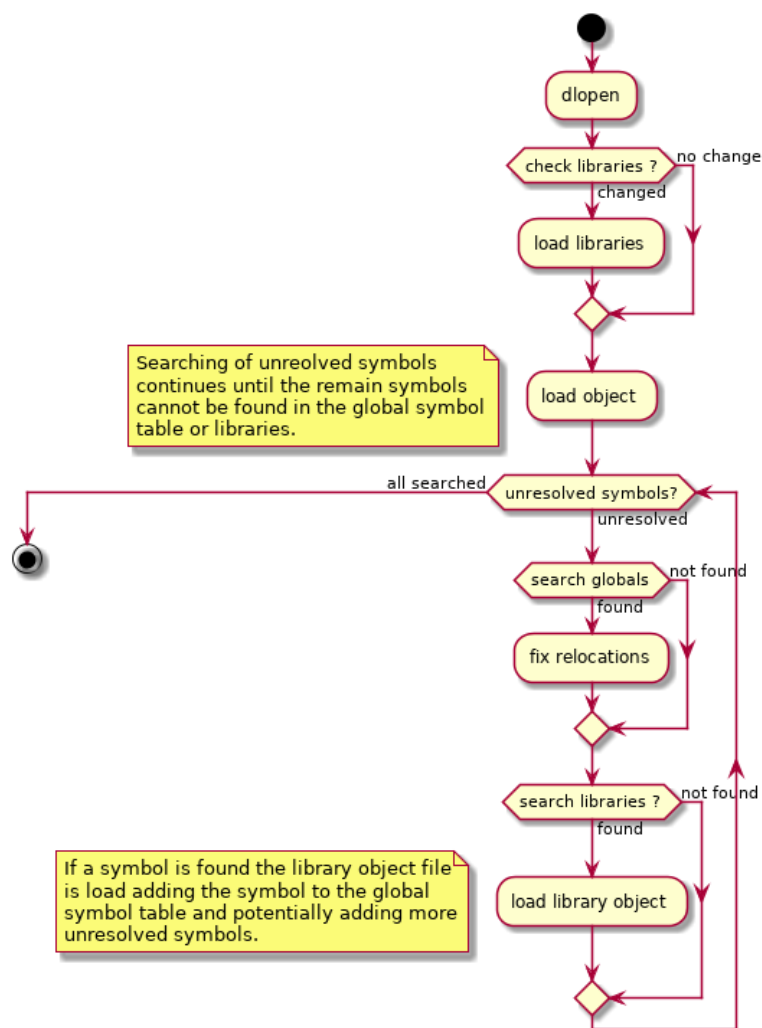 dlopen
check libraries ?
no change
changed
load libraries
Searching of unreolved symbols
continues until the remain symbols
cannot be found in the global symbol
table or libraries.
load object
all searched
unresolved symbols?
unresolved
search globals
not found
found
fix relocations
search libraries ?
not found
found
If a symbol is found the library object file
is load adding the symbol to the global
symbol table and potentially adding more
unresolved symbols.
load library object